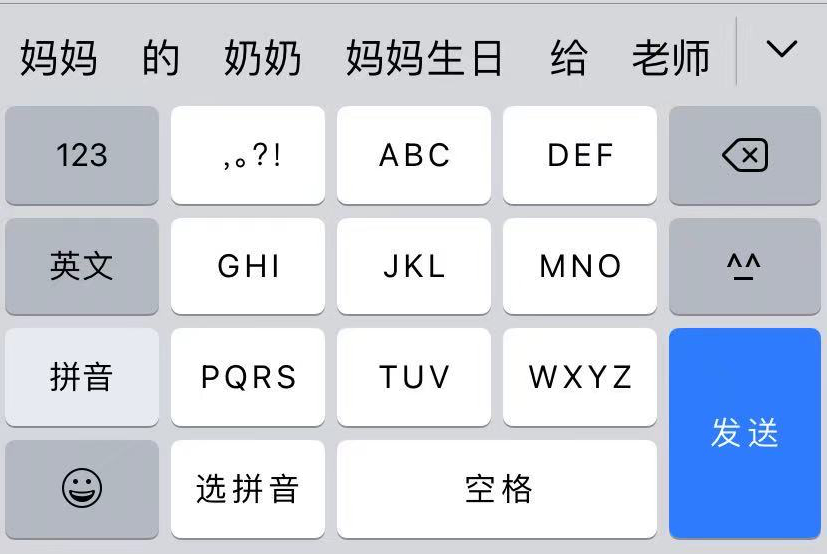 妈妈 的 奶奶 妈妈生日 给 老师
123 ,。?! ABC DEF
英文 GHI JKL MNO ^^
拼音 PQRS TUV WXYZ
发送
选拼音 空格